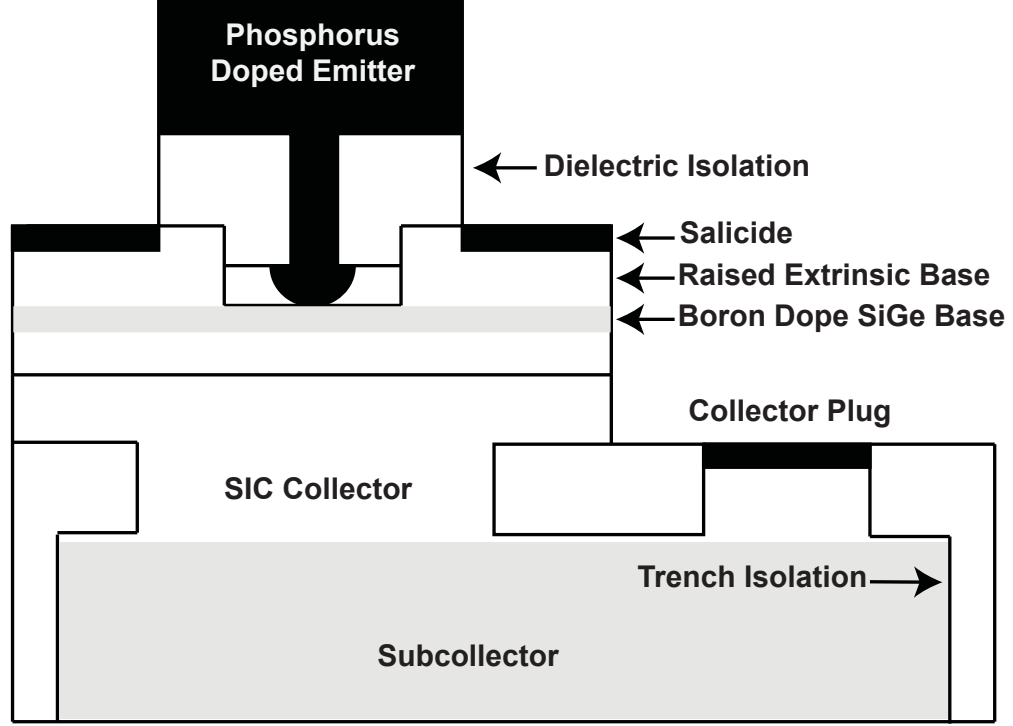 Phosphorus
Doped Emitter
Dielectric Isolation
Salicide
Raised Extrinsic Base
Boron Dope SiGe Base
Collector Plug
SIC Collector
Trench Isolation
Subcollector